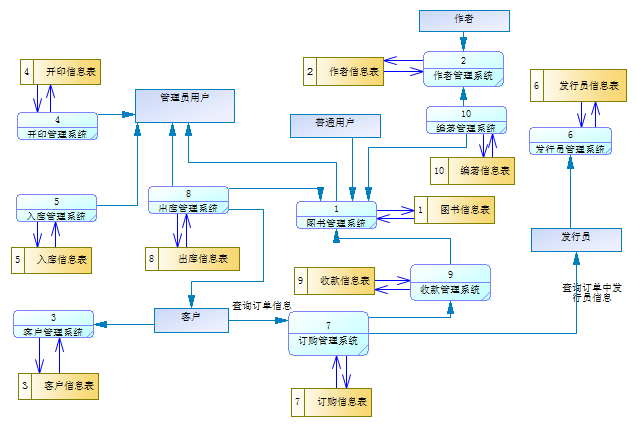 作者
4 开印信息表
2 作者信息表
2
作者管理系统
6 发行员信息表
管理员用户
4
开印管理系统
普通用户
10
编著管理系统
6
发行员管理系统
10 编著信息表
5
入库管理系统
8
出库管理系统
1
图书管理系统
1 图书信息表
发行员
5 入库信息表
8 出库信息表
9 收款信息表
9
收款管理系统
查询订单中发
行员信息
查询订单信息
3
客户管理系统
客户
7
订购管理系统
3 客户信息表
7 订购信息表